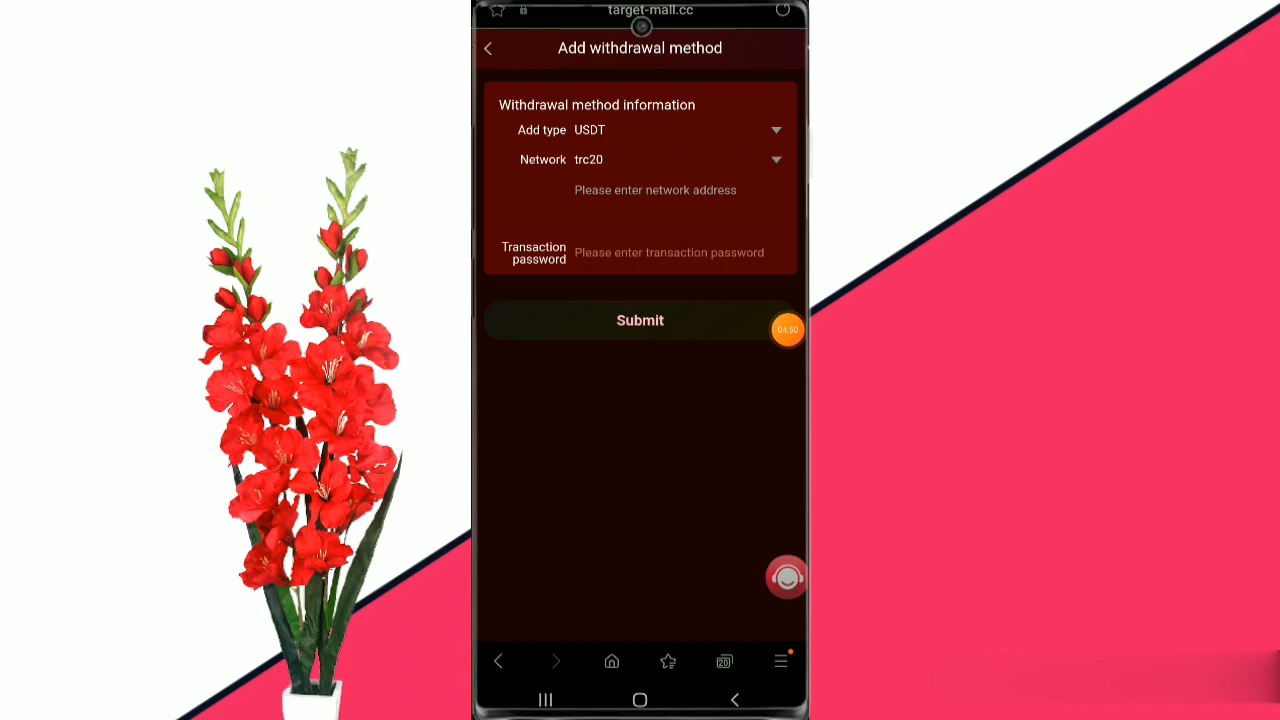 target-mall.cc
Add withdrawal method
Withdrawal method information
Add type USDT
Network trc20
Please enter network address
Transaction password Please enter transaction password
Submit
04:50
20